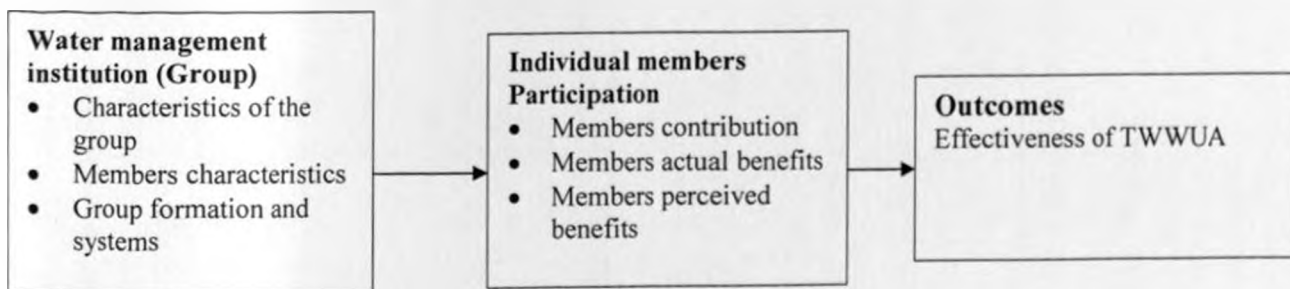 Water management
institution (Group)
• Characteristics of the
group
• Members characteristics
• Group formation and
systems
Individual members
Participation
• Members contribution
• Members actual benefits
• Members perceived
benefits
Outcomes
Effectiveness of TWWUA